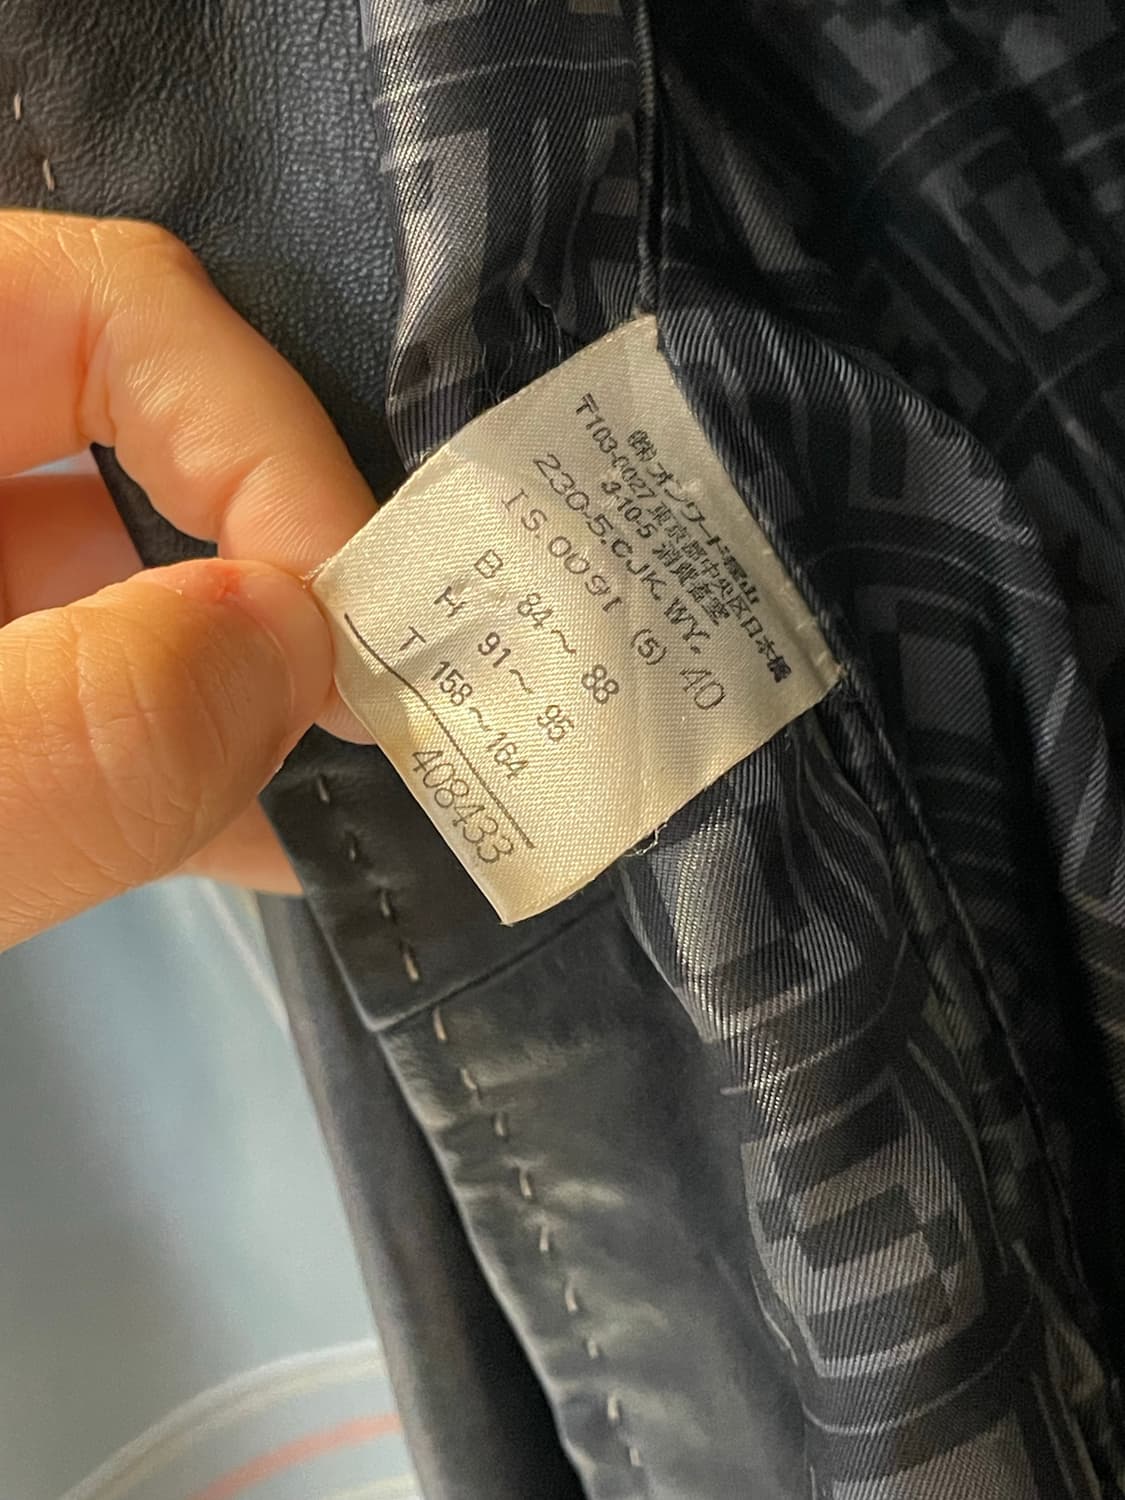 ㈱オンワード樫山
〒103-0027 東京都中央区日本橋
3-10-5 消費者室
230-5.CJK.WY. 40
IS.0091 (5)
B 84～88
H 91～95
T 158～164
408433